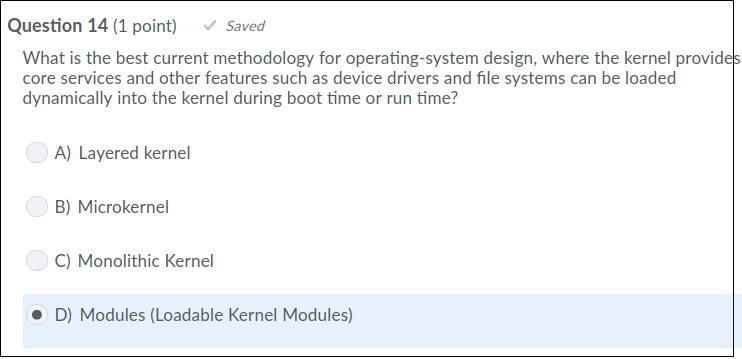 Question 14 (1 point) ✓ Saved
What is the best current methodology for operating-system design, where the kernel provides
core services and other features such as device drivers and file systems can be loaded
dynamically into the kernel during boot time or run time?
A) Layered kernel
B) Microkernel
C) Monolithic Kernel
D) Modules (Loadable Kernel Modules)